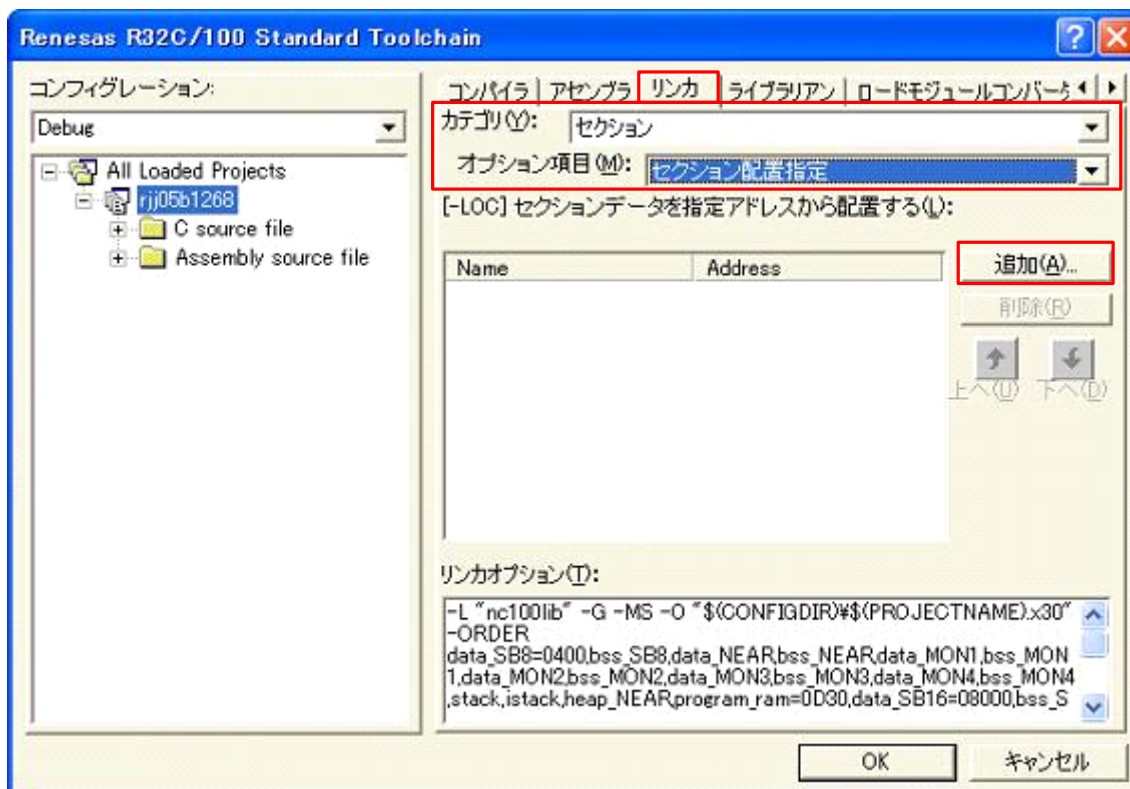 Renesas R32C/100 Standard Toolchain
コンフィグレーション:
Debug
All Loaded Projects
rjj05b1268
C source file
Assembly source file
コンパイラ アセンブラ リンカ ライブラリアン ロードモジュールコンバータ
カテゴリ(Y): セクション
オプション項目(M): セクション配置指定
[-LOC] セクションデータを指定アドレスから配置する(L):
Name Address
追加(A)...
削除(R)
上へ(U) 下へ(D)
リンカオプション(T):
-L "nc100lib" -G -MS -O "$(CONFIGDIR)¥$(PROJECTNAME).x30"
-ORDER
data_SB8=0400,bss_SB8,data_NEAR,bss_NEAR,data_MON1,bss_MON
1,data_MON2,bss_MON2,data_MON3,bss_MON3,data_MON4,bss_MON4
,stack,istack,heap_NEAR,program_ram=0D30,data_SB16=08000,bss_S
OK キャンセル